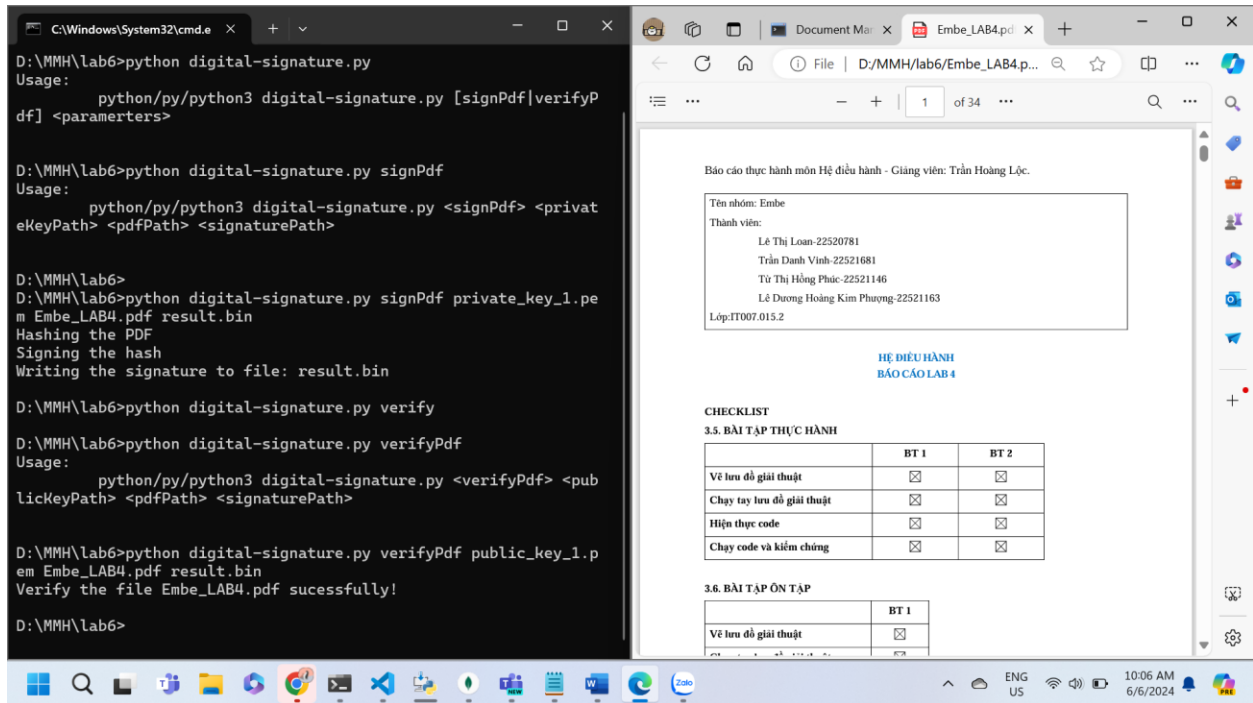 C:\Windows\System32\cmd.e
D:\MMH\lab6>python digital-signature.py
Usage:
python/py/python3 digital-signature.py [signPdf|verifyP
df] <paramerters>
D:\MMH\lab6>python digital-signature.py signPdf
Usage:
python/py/python3 digital-signature.py <signPdf> <privat
eKeyPath> <pdfPath> <signaturePath>
D:\MMH\lab6>
D:\MMH\lab6>python digital-signature.py signPdf private_key_1.pe
m Embe_LAB4.pdf result.bin
Hashing the PDF
Signing the hash
Writing the signature to file: result.bin
D:\MMH\lab6>python digital-signature.py verify
D:\MMH\lab6>python digital-signature.py verifyPdf
Usage:
python/py/python3 digital-signature.py <verifyPdf> <pub
licKeyPath> <pdfPath> <signaturePath>
D:\MMH\lab6>python digital-signature.py verifyPdf public_key_1.p
em Embe_LAB4.pdf result.bin
Verify the file Embe_LAB4.pdf sucessfully!
D:\MMH\lab6>
Document Mar Embe_LAB4.pd
File D:/MMH/lab6/Embe_LAB4.p...
1 of 34
Báo cáo thực hành môn Hệ điều hành - Giảng viên: Trần Hoàng Lộc.
Tên nhóm: Embe
Thành viên:
Lê Thị Loan-22520781
Trần Danh Vinh-22521681
Từ Thị Hồng Phúc-22521146
Lê Dương Hoàng Kim Phượng-22521163
Lớp:IT007.015.2
HỆ ĐIỀU HÀNH
BÁO CÁO LAB 4
CHECKLIST
3.5. BÀI TẬP THỰC HÀNH
BT 1 BT 2
Vẽ lưu đồ giải thuật
Chạy tay lưu đồ giải thuật
Hiện thực code
Chạy code và kiểm chứng
3.6. BÀI TẬP ÔN TẬP
BT 1
Vẽ lưu đồ giải thuật
Zalo
ENG
US
10:06 AM
6/6/2024